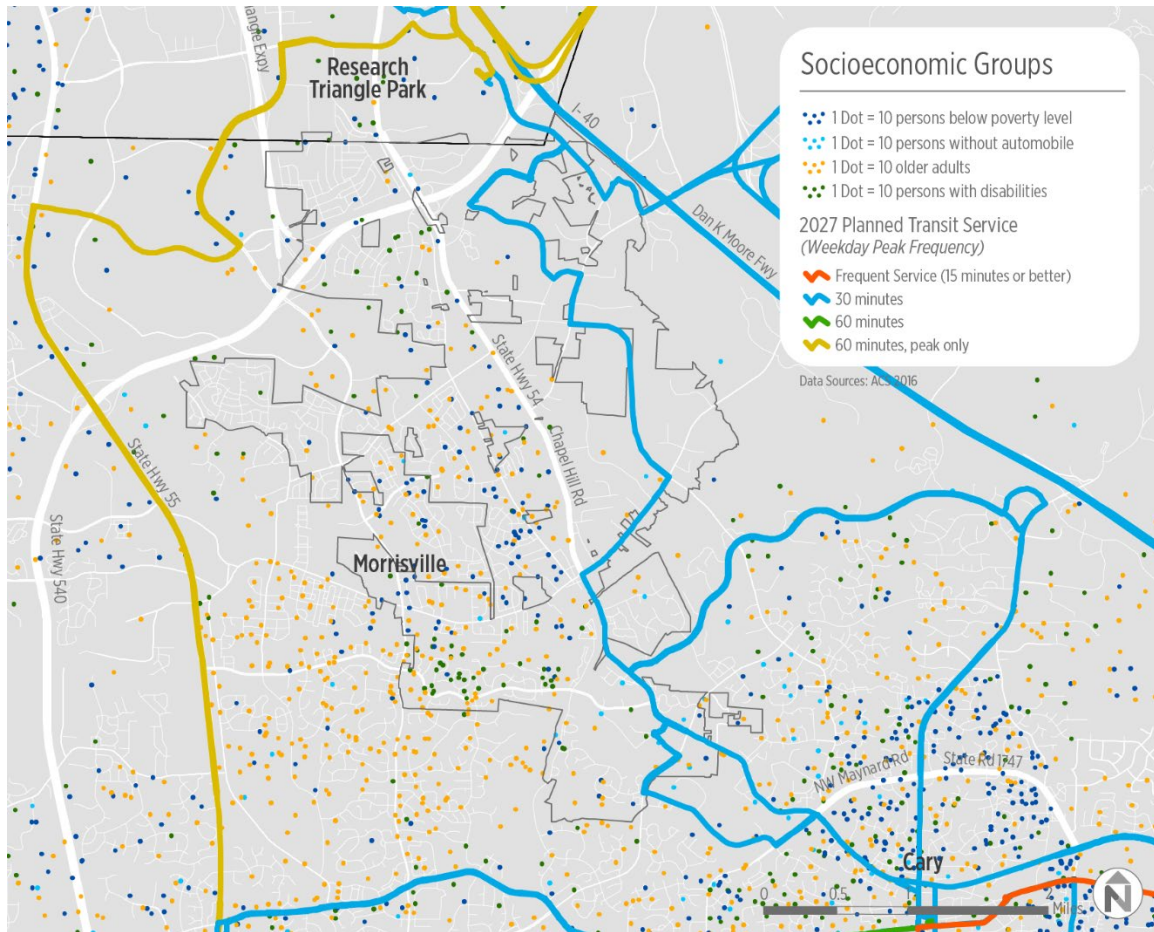 Triangle Expy
Research
Triangle Park
I-40
Dan K Moore Fwy
Socioeconomic Groups
1 Dot = 10 persons below poverty level
1 Dot = 10 persons without automobile
1 Dot = 10 older adults
1 Dot = 10 persons with disabilities
2027 Planned Transit Service
(Weekday Peak Frequency)
Frequent Service (15 minutes or better)
30 minutes
60 minutes
60 minutes, peak only
Data Sources: ACS 2016
State Hwy 54
Chapel Hill Rd
State Hwy 55
State Hwy 540
Morrisville
NW Maynard Rd
State Rd 1747
Cary
0 0.5 1 2
Miles
N